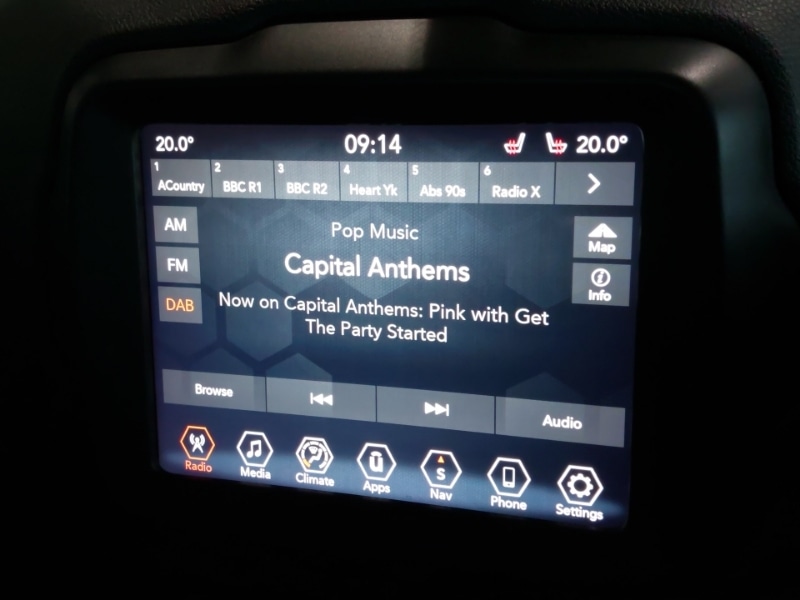 20.0°
09:14
20.0°
1
ACountry
2
BBC R1
3
BBC R2
4
Heart Yk
5
Abs 90s
6
Radio X
AM
Pop Music
Map
FM
Capital Anthems
Info
DAB
Now on Capital Anthems: Pink with Get
The Party Started
Browse
Audio
Radio
Media
Climate
Apps
S
Nav
Phone
Settings